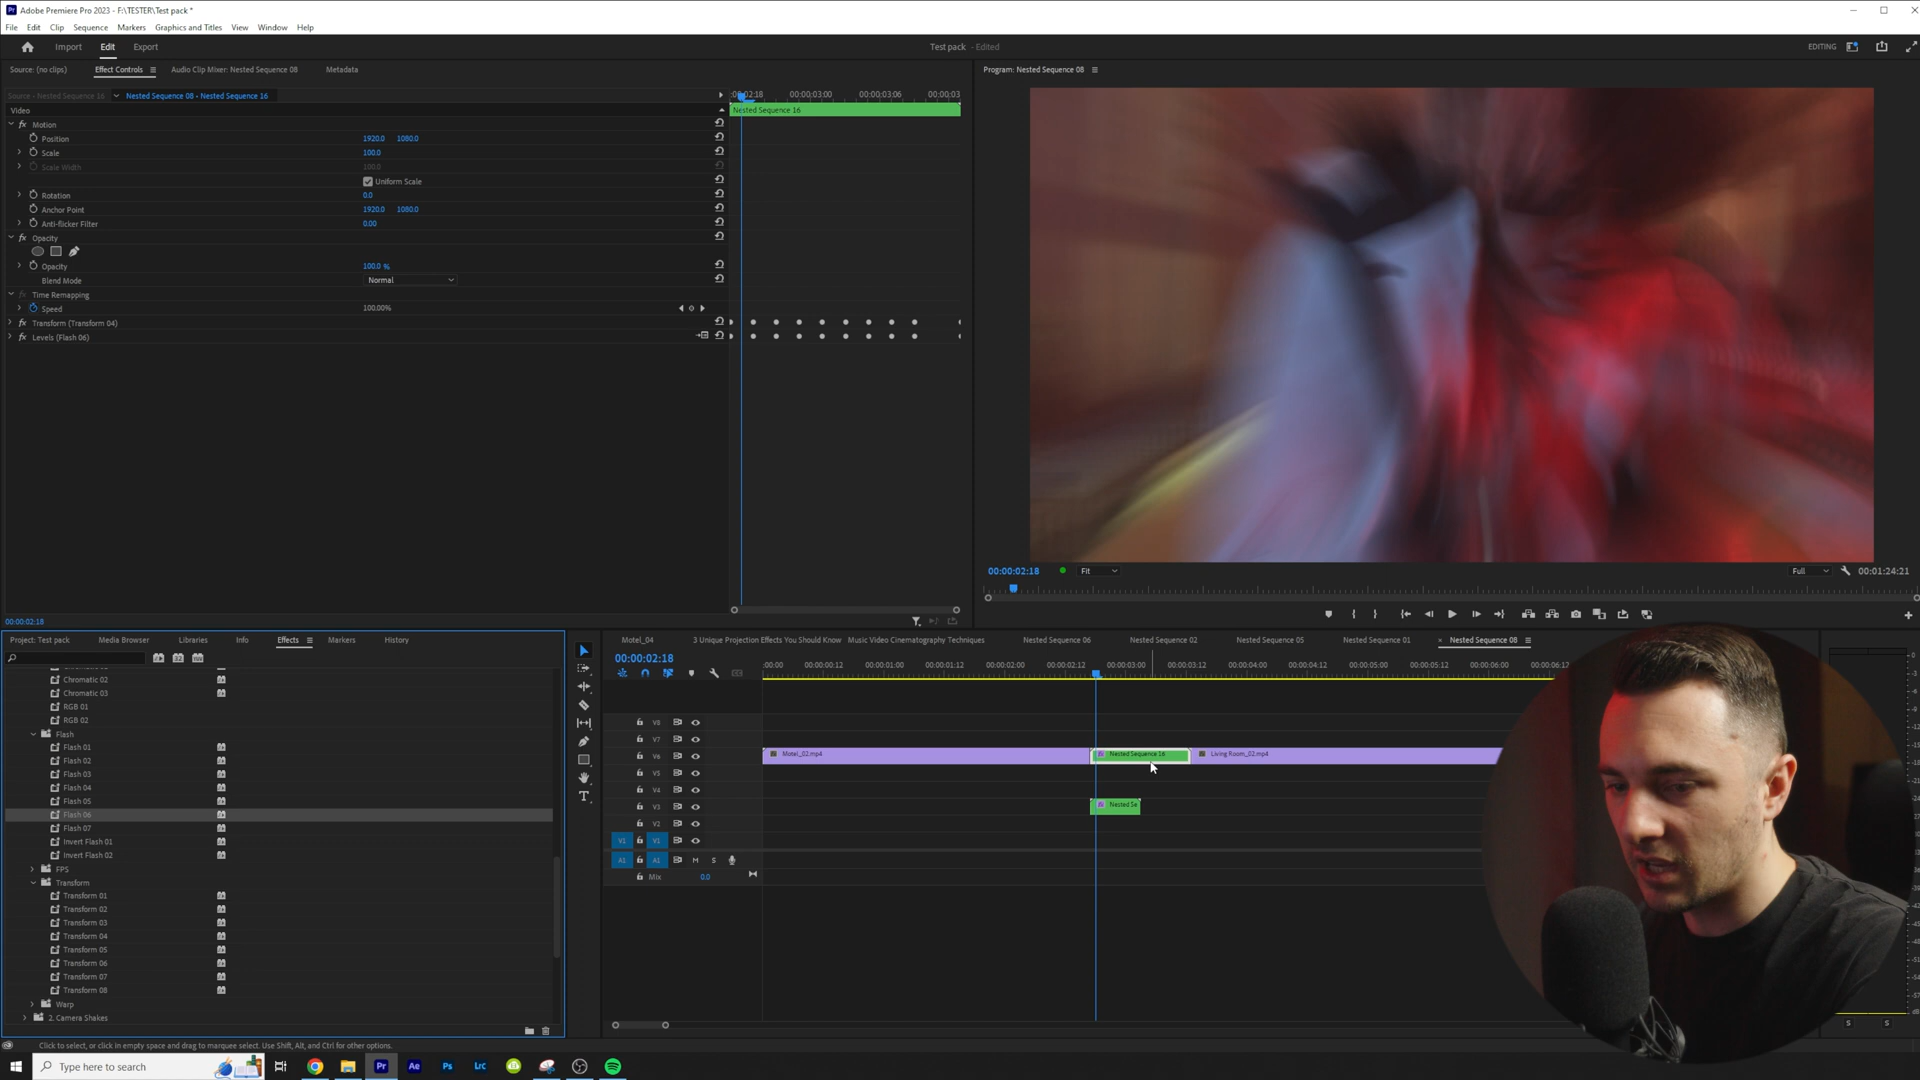 Adobe Premiere Pro 2023 - F:\TESTER\Test pack *
File Edit Clip Sequence Markers Graphics and Titles View Window Help
Import Edit Export
Test pack - Edited
EDITING
Source: (no clips) Effect Controls Audio Clip Mixer: Nested Sequence 08 Metadata
Program: Nested Sequence 08
Source - Nested Sequence 16 Nested Sequence 08 - Nested Sequence 16
:00:02:18 00:00:03:00 00:00:03:06 00:00:03
Video
Nested Sequence 16
fx Motion
Position 1920.0 1080.0
Scale 100.0
Scale Width 100.0
Uniform Scale
Rotation 0.0
Anchor Point 1920.0 1080.0
Anti-flicker Filter 0.00
fx Opacity
Opacity 100.0 %
Blend Mode Normal
fx Time Remapping
Speed 100.00%
fx Transform (Transform 04)
fx Levels (Flash 06)
00:00:02:18 Fit Full 00:01:24:21
00:00:02:18
Project: Test pack Media Browser Libraries Info Effects Markers History
Chromatic 02
Chromatic 03
RGB 01
RGB 02
Flash
Flash 01
Flash 02
Flash 03
Flash 04
Flash 05
Flash 06
Flash 07
Invert Flash 01
Invert Flash 02
FPS
Transform
Transform 01
Transform 02
Transform 03
Transform 04
Transform 05
Transform 06
Transform 07
Transform 08
Warp
2. Camera Shakes
Motel_04 3 Unique Projection Effects You Should Know Music Video Cinematography Techniques Nested Sequence 06 Nested Sequence 02 Nested Sequence 05 Nested Sequence 01 Nested Sequence 08
00:00:02:18
:00:00 00:00:00:12 00:00:01:00 00:00:01:12 00:00:02:00 00:00:02:12 00:00:03:00 00:00:03:12 00:00:04:00 00:00:04:12 00:00:05:00 00:00:05:12 00:00:06:00 00:00:06:12
V8
V7
V6 Motel_02.mp4 Nested Sequence 16 Living Room_02.mp4
V5
V4
V3 Nested Se
V2
V1 V1
A1 A1 M S
Mix 0.0
S S
Click to select, or click in empty space and drag to marquee select. Use Shift, Alt, and Ctrl for other options.
Type here to search
Pr Ae Ps Lrc